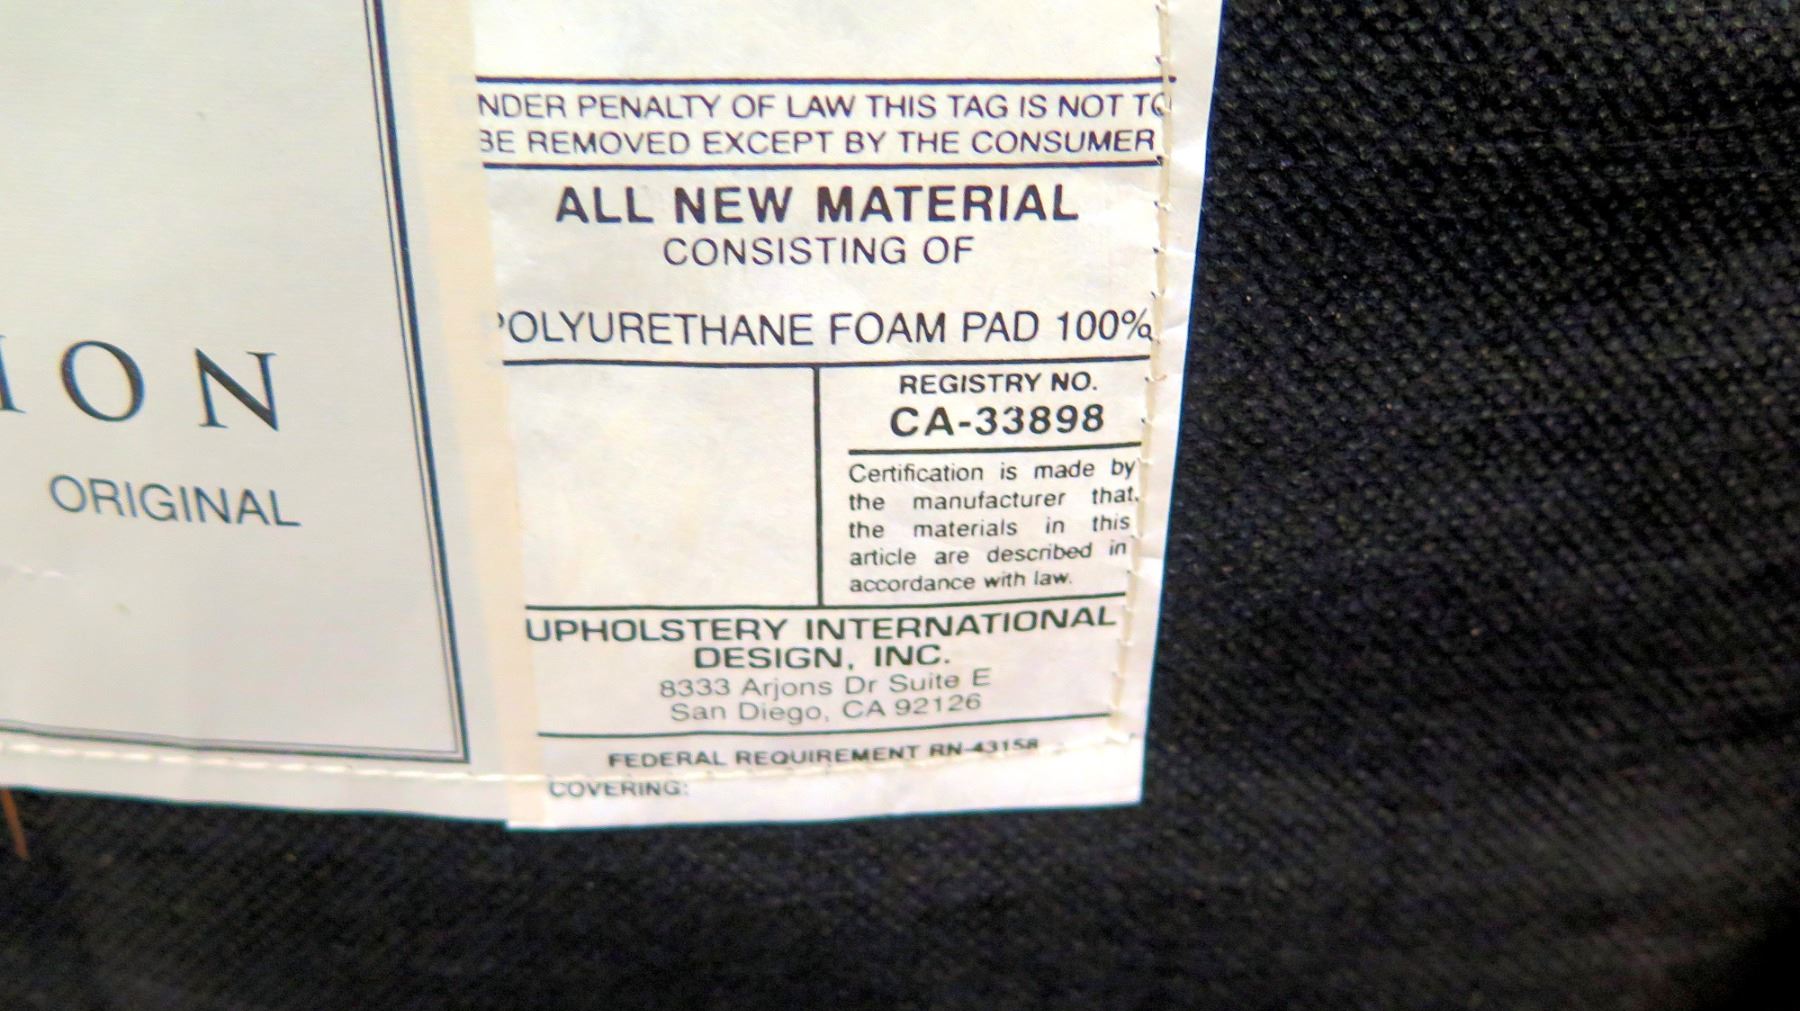 ION
ORIGINAL
NDER PENALTY OF LAW THIS TAG IS NOT TO
BE REMOVED EXCEPT BY THE CONSUMER
ALL NEW MATERIAL
CONSISTING OF
POLYURETHANE FOAM PAD 100%
REGISTRY NO.
CA-33898
Certification is made by
the manufacturer that
the materials in this
article are described in
accordance with law.
UPHOLSTERY INTERNATIONAL
DESIGN, INC.
8333 Arjons Dr Suite E
San Diego, CA 92126
FEDERAL REQUIREMENT RN-43158
COVERING: